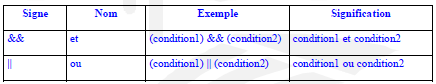 Signe Nom Exemple Signification
&& et (condition1) && (condition2) condition1 et condition2
|| ou (condition1) || (condition2) condition1 ou condition2